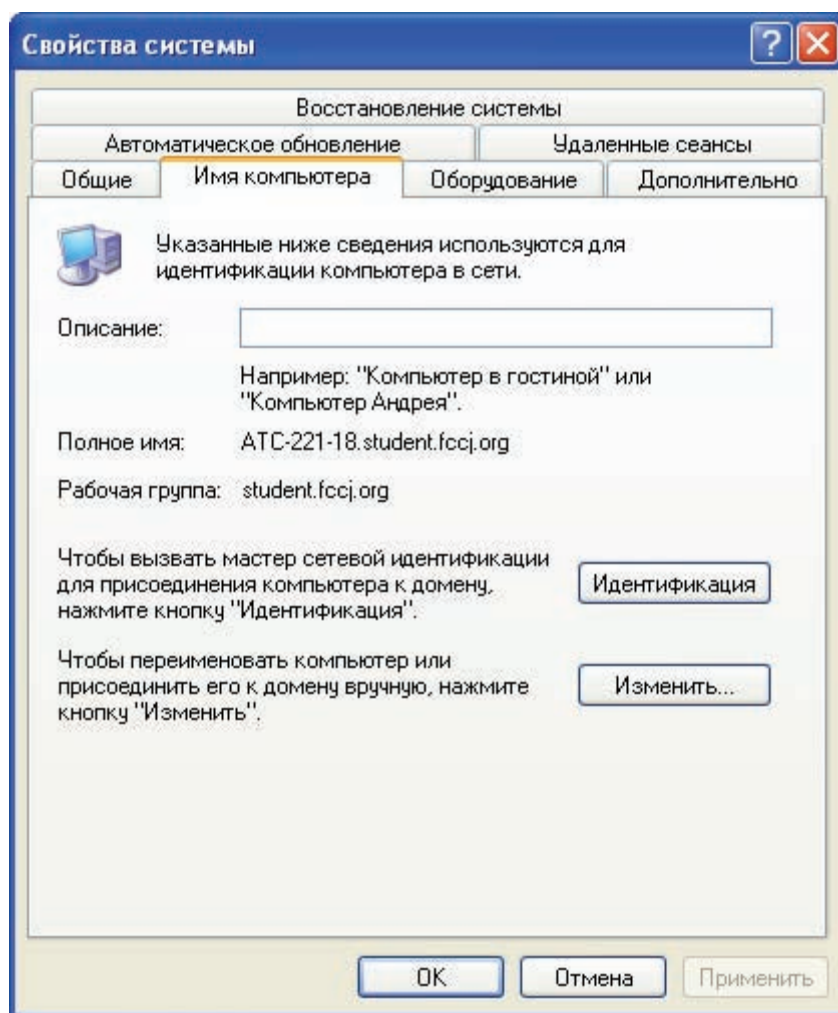 Свойства системы
Восстановление системы
Автоматическое обновление
Удаленные сеансы
Общие
Имя компьютера
Оборудование
Дополнительно
Указанные ниже сведения используются для
идентификации компьютера в сети.
Описание:
Например: "Компьютер в гостиной" или
"Компьютер Андрея".
Полное имя: ATC-221-18.student.fccj.org
Рабочая группа: student.fccj.org
Чтобы вызвать мастер сетевой идентификации
для присоединения компьютера к домену,
нажмите кнопку "Идентификация".
Идентификация
Чтобы переименовать компьютер или
присоединить его к домену вручную, нажмите
кнопку "Изменить".
Изменить...
OK
Отмена
Применить